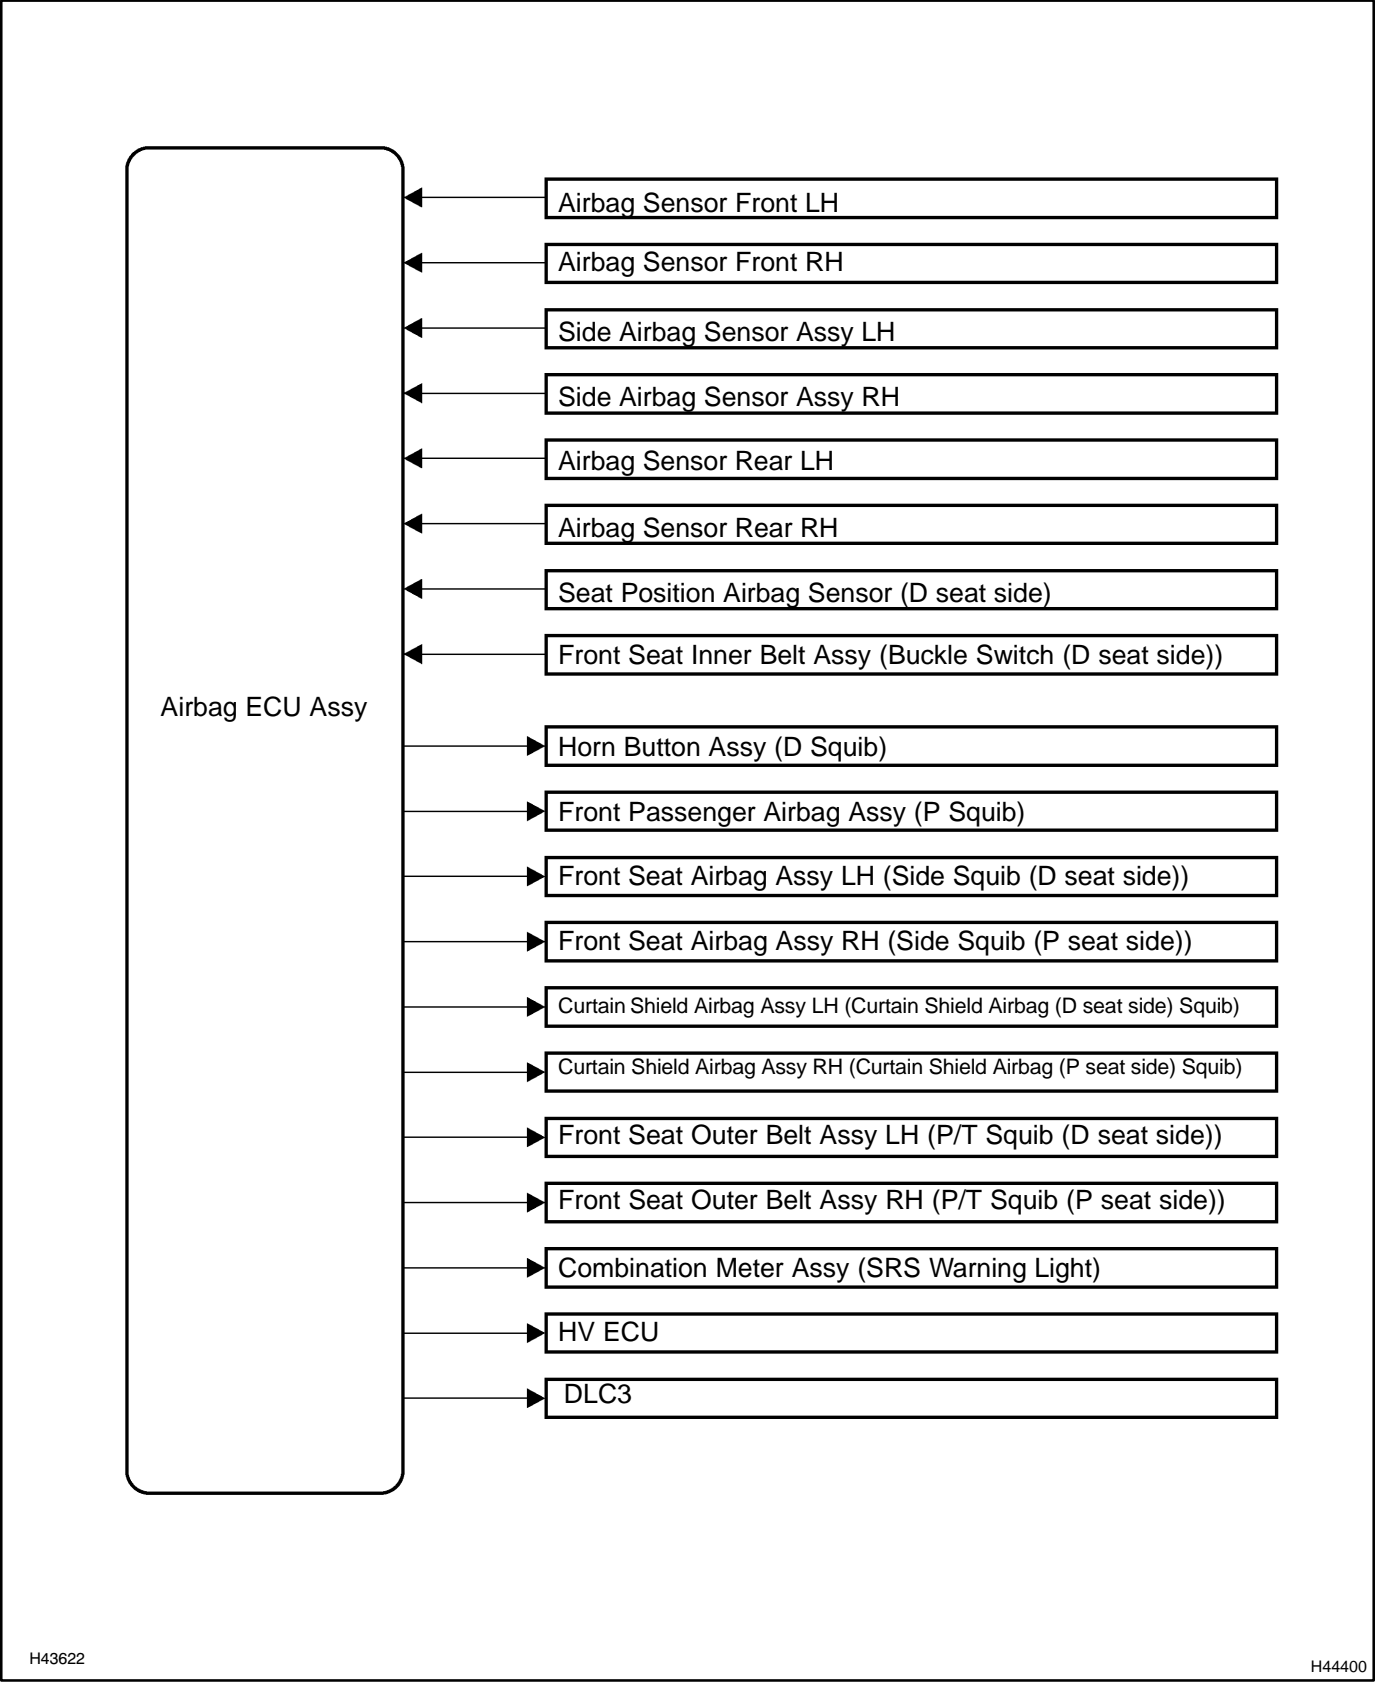 Airbag Sensor Front LH
Airbag Sensor Front RH
Side Airbag Sensor Assy LH
Side Airbag Sensor Assy RH
Airbag Sensor Rear LH
Airbag Sensor Rear RH
Seat Position Airbag Sensor (D seat side)
Front Seat Inner Belt Assy (Buckle Switch (D seat side))
Airbag ECU Assy
Horn Button Assy (D Squib)
Front Passenger Airbag Assy (P Squib)
Front Seat Airbag Assy LH (Side Squib (D seat side))
Front Seat Airbag Assy RH (Side Squib (P seat side))
Curtain Shield Airbag Assy LH (Curtain Shield Airbag (D seat side) Squib)
Curtain Shield Airbag Assy RH (Curtain Shield Airbag (P seat side) Squib)
Front Seat Outer Belt Assy LH (P/T Squib (D seat side))
Front Seat Outer Belt Assy RH (P/T Squib (P seat side))
Combination Meter Assy (SRS Warning Light)
HV ECU
DLC3
H43622
H44400